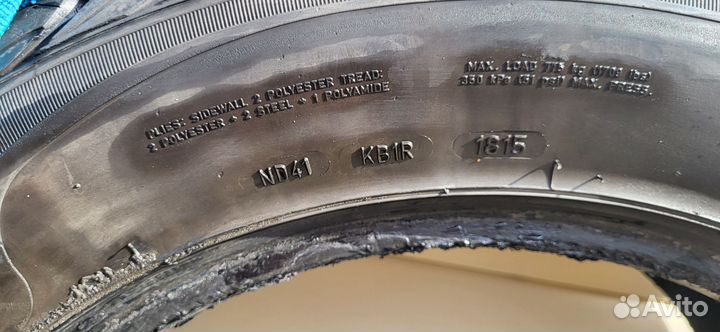 PLIES: SIDEWALL 2 POLYESTER TREAD:
2 POLYESTER + 2 STEEL + 1 POLYAMIDE
MAX. LOAD 775 kg (1709 lbs)
350 kPa (51 PSI) MAX. PRESS.
ND41
KB1R
1815
Avito